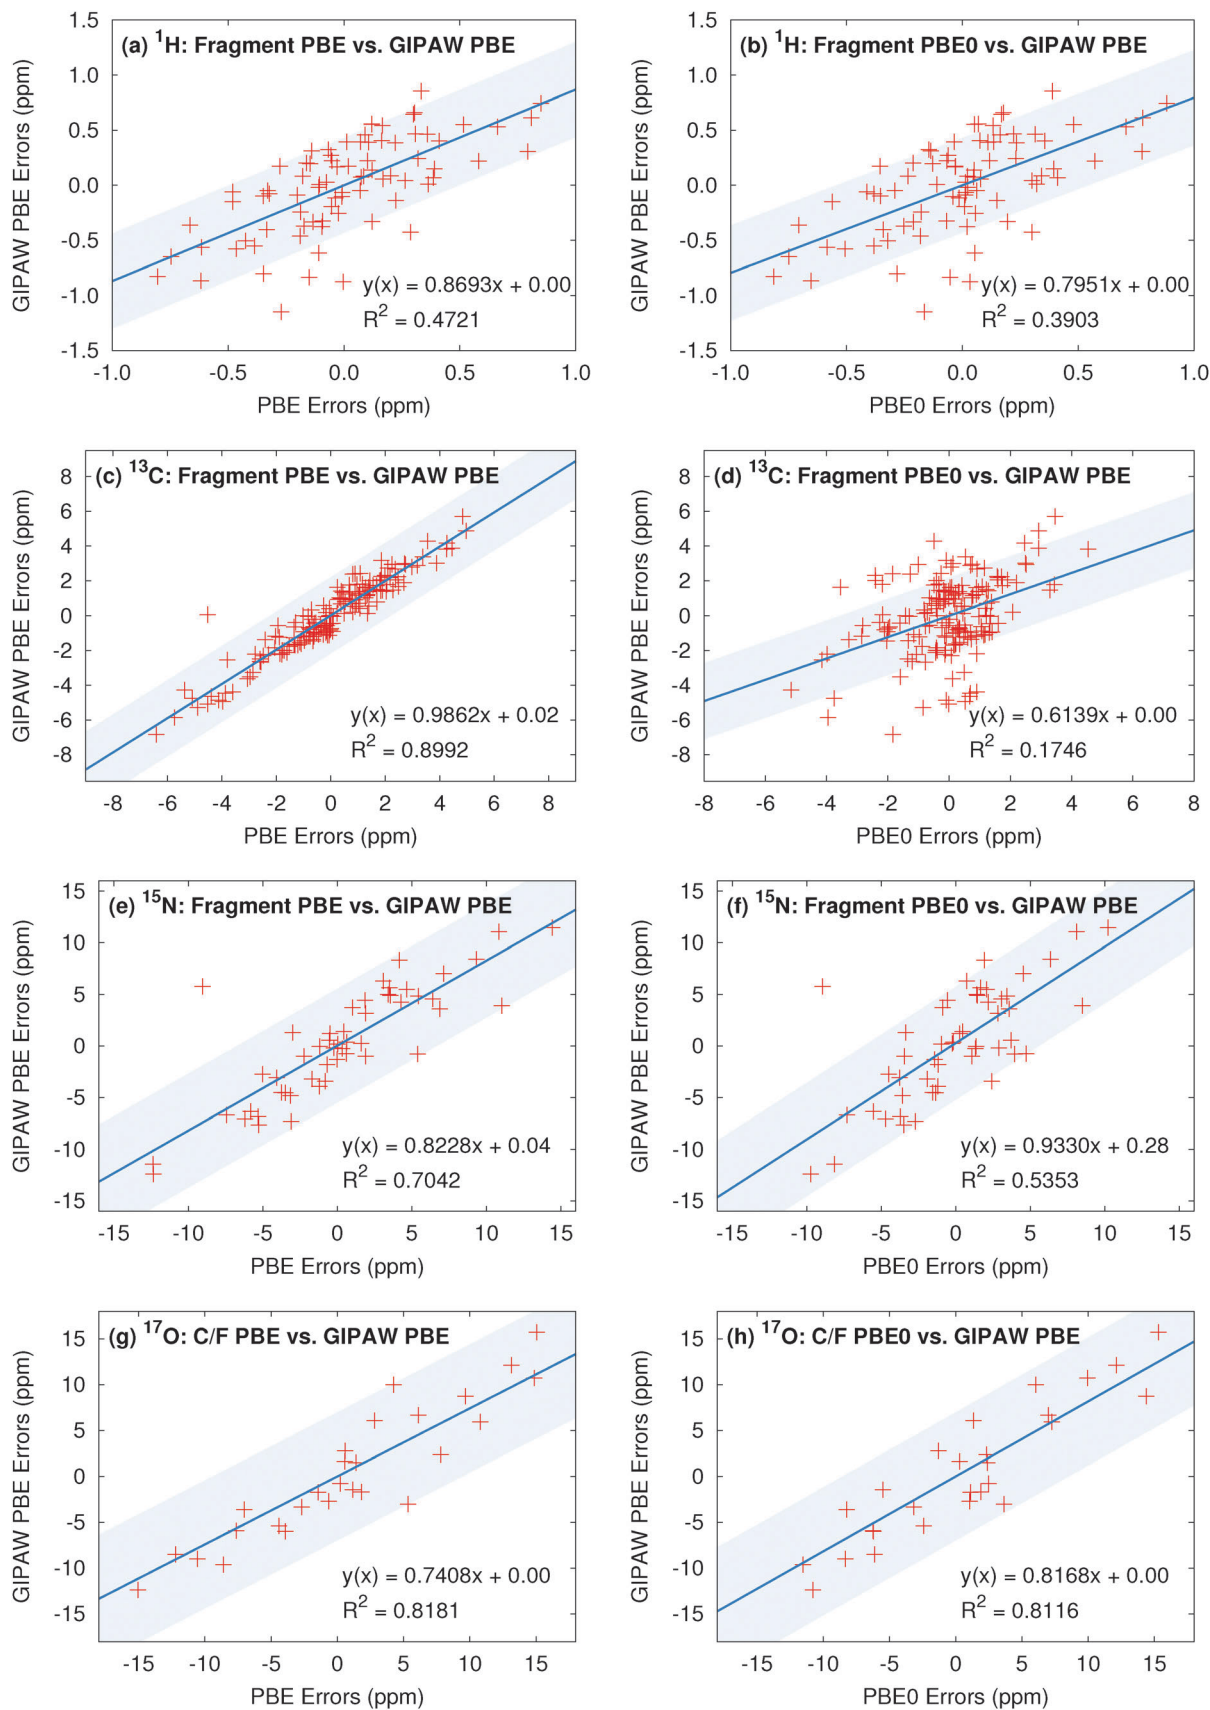 (a) ¹H: Fragment PBE vs. GIPAW PBE
GIPAW PBE Errors (ppm)
1.5
1.0
0.5
0.0
-0.5
-1.0
-1.5
y(x) = 0.8693x + 0.00
R² = 0.4721
-1.0 -0.5 0.0 0.5 1.0
PBE Errors (ppm)
(b) ¹H: Fragment PBE0 vs. GIPAW PBE
GIPAW PBE Errors (ppm)
1.5
1.0
0.5
0.0
-0.5
-1.0
-1.5
y(x) = 0.7951x + 0.00
R² = 0.3903
-1.0 -0.5 0.0 0.5 1.0
PBE0 Errors (ppm)
(c) ¹³C: Fragment PBE vs. GIPAW PBE
GIPAW PBE Errors (ppm)
8
6
4
2
0
-2
-4
-6
-8
y(x) = 0.9862x + 0.02
R² = 0.8992
-8 -6 -4 -2 0 2 4 6 8
PBE Errors (ppm)
(d) ¹³C: Fragment PBE0 vs. GIPAW PBE
GIPAW PBE Errors (ppm)
8
6
4
2
0
-2
-4
-6
-8
y(x) = 0.6139x + 0.00
R² = 0.1746
-8 -6 -4 -2 0 2 4 6 8
PBE0 Errors (ppm)
(e) ¹⁵N: Fragment PBE vs. GIPAW PBE
GIPAW PBE Errors (ppm)
15
10
5
0
-5
-10
-15
y(x) = 0.8228x + 0.04
R² = 0.7042
-15 -10 -5 0 5 10 15
PBE Errors (ppm)
(f) ¹⁵N: Fragment PBE0 vs. GIPAW PBE
GIPAW PBE Errors (ppm)
15
10
5
0
-5
-10
-15
y(x) = 0.9330x + 0.28
R² = 0.5353
-15 -10 -5 0 5 10 15
PBE0 Errors (ppm)
(g) ¹⁷O: C/F PBE vs. GIPAW PBE
GIPAW PBE Errors (ppm)
15
10
5
0
-5
-10
-15
y(x) = 0.7408x + 0.00
R² = 0.8181
-15 -10 -5 0 5 10 15
PBE Errors (ppm)
(h) ¹⁷O: C/F PBE0 vs. GIPAW PBE
GIPAW PBE Errors (ppm)
15
10
5
0
-5
-10
-15
y(x) = 0.8168x + 0.00
R² = 0.8116
-15 -10 -5 0 5 10 15
PBE0 Errors (ppm)